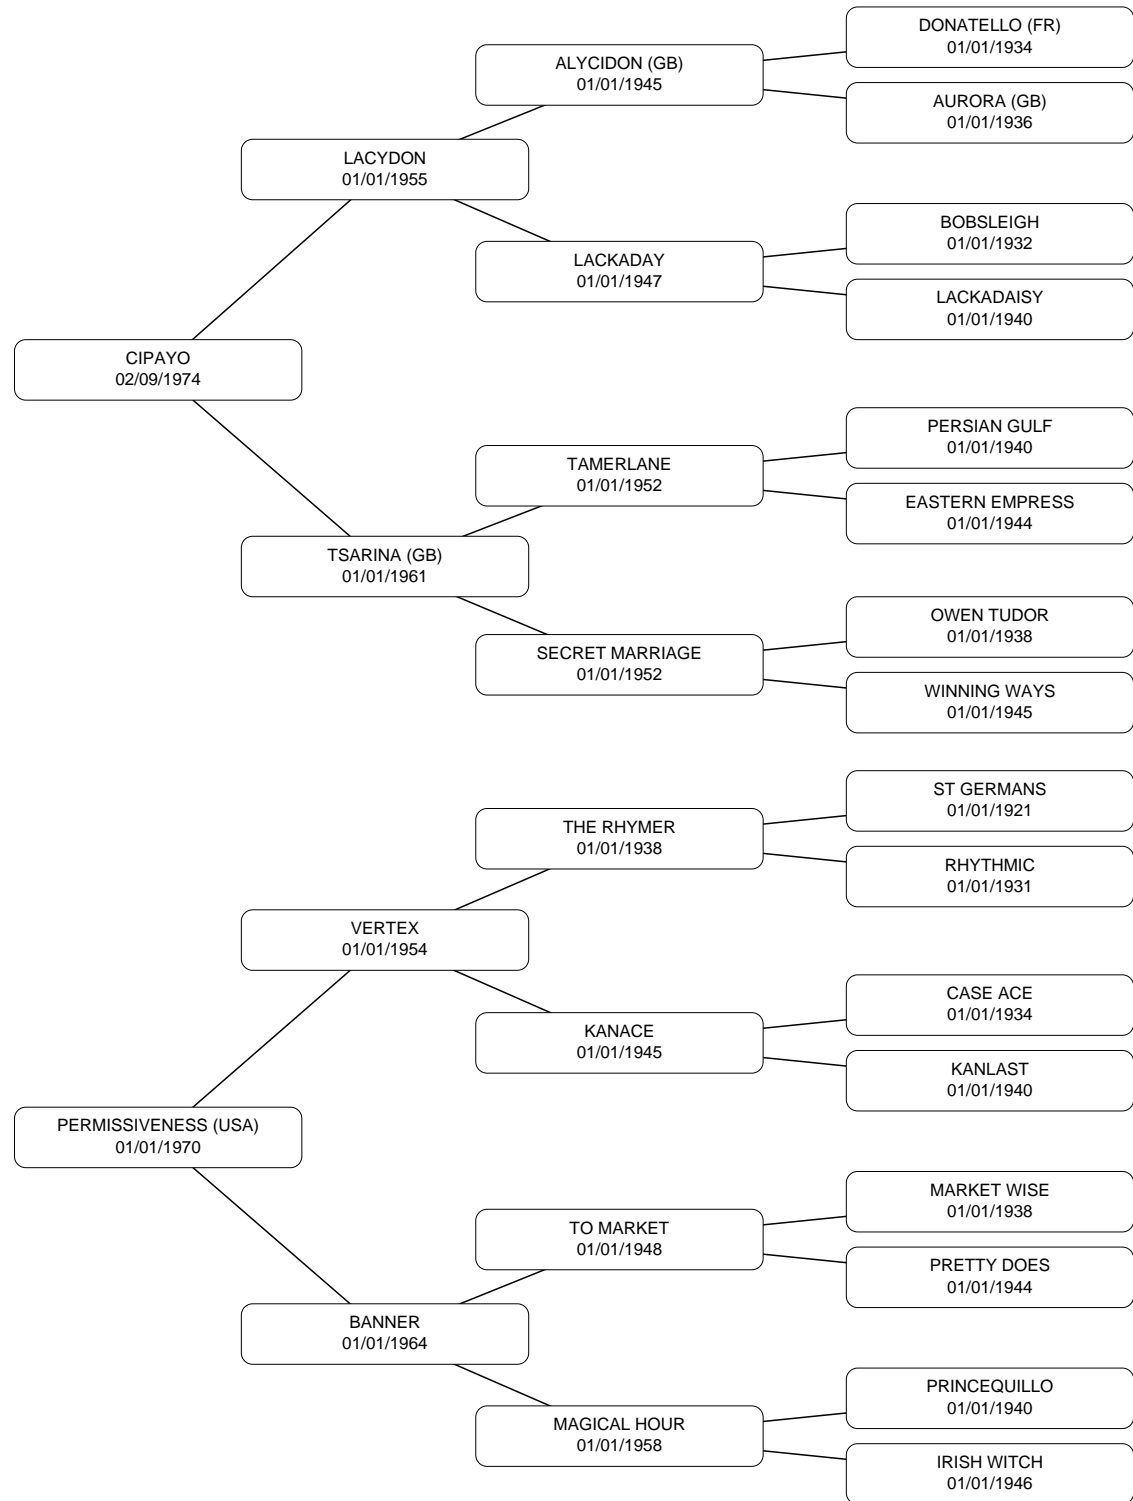 DONATELLO (FR)
01/01/1934
ALYCIDON (GB)
01/01/1945
AURORA (GB)
01/01/1936
LACYDON
01/01/1955
BOBSLEIGH
01/01/1932
LACKADAY
01/01/1947
LACKADAISY
01/01/1940
CIPAYO
02/09/1974
PERSIAN GULF
01/01/1940
TAMERLANE
01/01/1952
EASTERN EMPRESS
01/01/1944
TSARINA (GB)
01/01/1961
OWEN TUDOR
01/01/1938
SECRET MARRIAGE
01/01/1952
WINNING WAYS
01/01/1945
ST GERMANS
01/01/1921
THE RHYMER
01/01/1938
RHYTHMIC
01/01/1931
VERTEX
01/01/1954
CASE ACE
01/01/1934
KANACE
01/01/1945
KANLAST
01/01/1940
PERMISSIVENESS (USA)
01/01/1970
MARKET WISE
01/01/1938
TO MARKET
01/01/1948
PRETTY DOES
01/01/1944
BANNER
01/01/1964
PRINCEQUILLO
01/01/1940
MAGICAL HOUR
01/01/1958
IRISH WITCH
01/01/1946